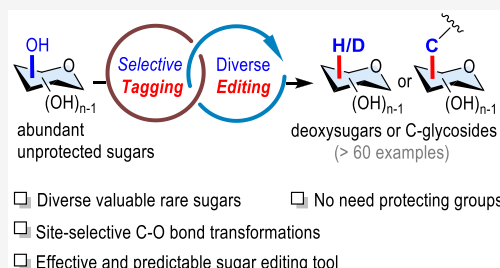 OH
O
(OH)n-1
abundant
unprotected sugars
Selective
Tagging
Diverse
Editing
H/D
O
(OH)n-1
or
C
O
(OH)n-1
deoxysugars or C-glycosides
(> 60 examples)
Diverse valuable rare sugars
No need protecting groups
Site-selective C-O bond transformations
Effective and predictable sugar editing tool